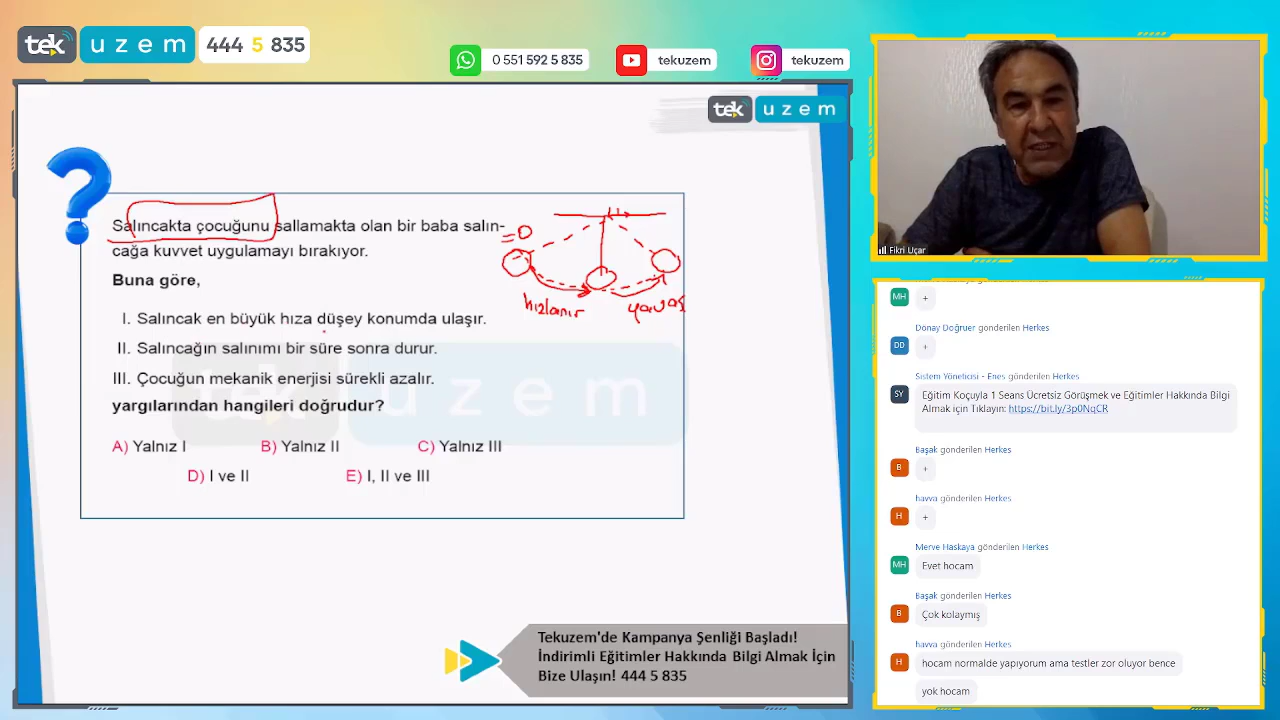 tek
uzem
444 5 835
0 551 592 5 835
tekuzem
tekuzem
tek
uzem
Salıncakta çocuğunu sallamakta olan bir baba salın-
cağa kuvvet uygulamayı bırakıyor.
Buna göre,
I. Salıncak en büyük hıza düşey konumda ulaşır.
II. Salıncağın salınımı bir süre sonra durur.
III. Çocuğun mekanik enerjisi sürekli azalır.
yargılarından hangileri doğrudur?
A) Yalnız I
B) Yalnız II
C) Yalnız III
D) I ve II
E) I, II ve III
=0
hızlanır
yavaş
tek
uzem
Tekuzem'de Kampanya Şenliği Başladı!
İndirimli Eğitimler Hakkında Bilgi Almak İçin
Bize Ulaşın! 444 5 835
Fikri Uçar
MH
+
Donay Doğruer gönderilen Herkes
DD
+
Sistem Yöneticisi - Enes gönderilen Herkes
SY
Eğitim Koçuyla 1 Seans Ücretsiz Görüşmek ve Eğitimler Hakkında Bilgi
Almak için Tıklayın: https://bit.ly/3p0NqCR
Başak gönderilen Herkes
B
+
havva gönderilen Herkes
H
+
Merve Haskaya gönderilen Herkes
MH
Evet hocam
Başak gönderilen Herkes
B
Çok kolaymış
havva gönderilen Herkes
H
hocam normalde yapıyorum ama testler zor oluyor bence
yok hocam